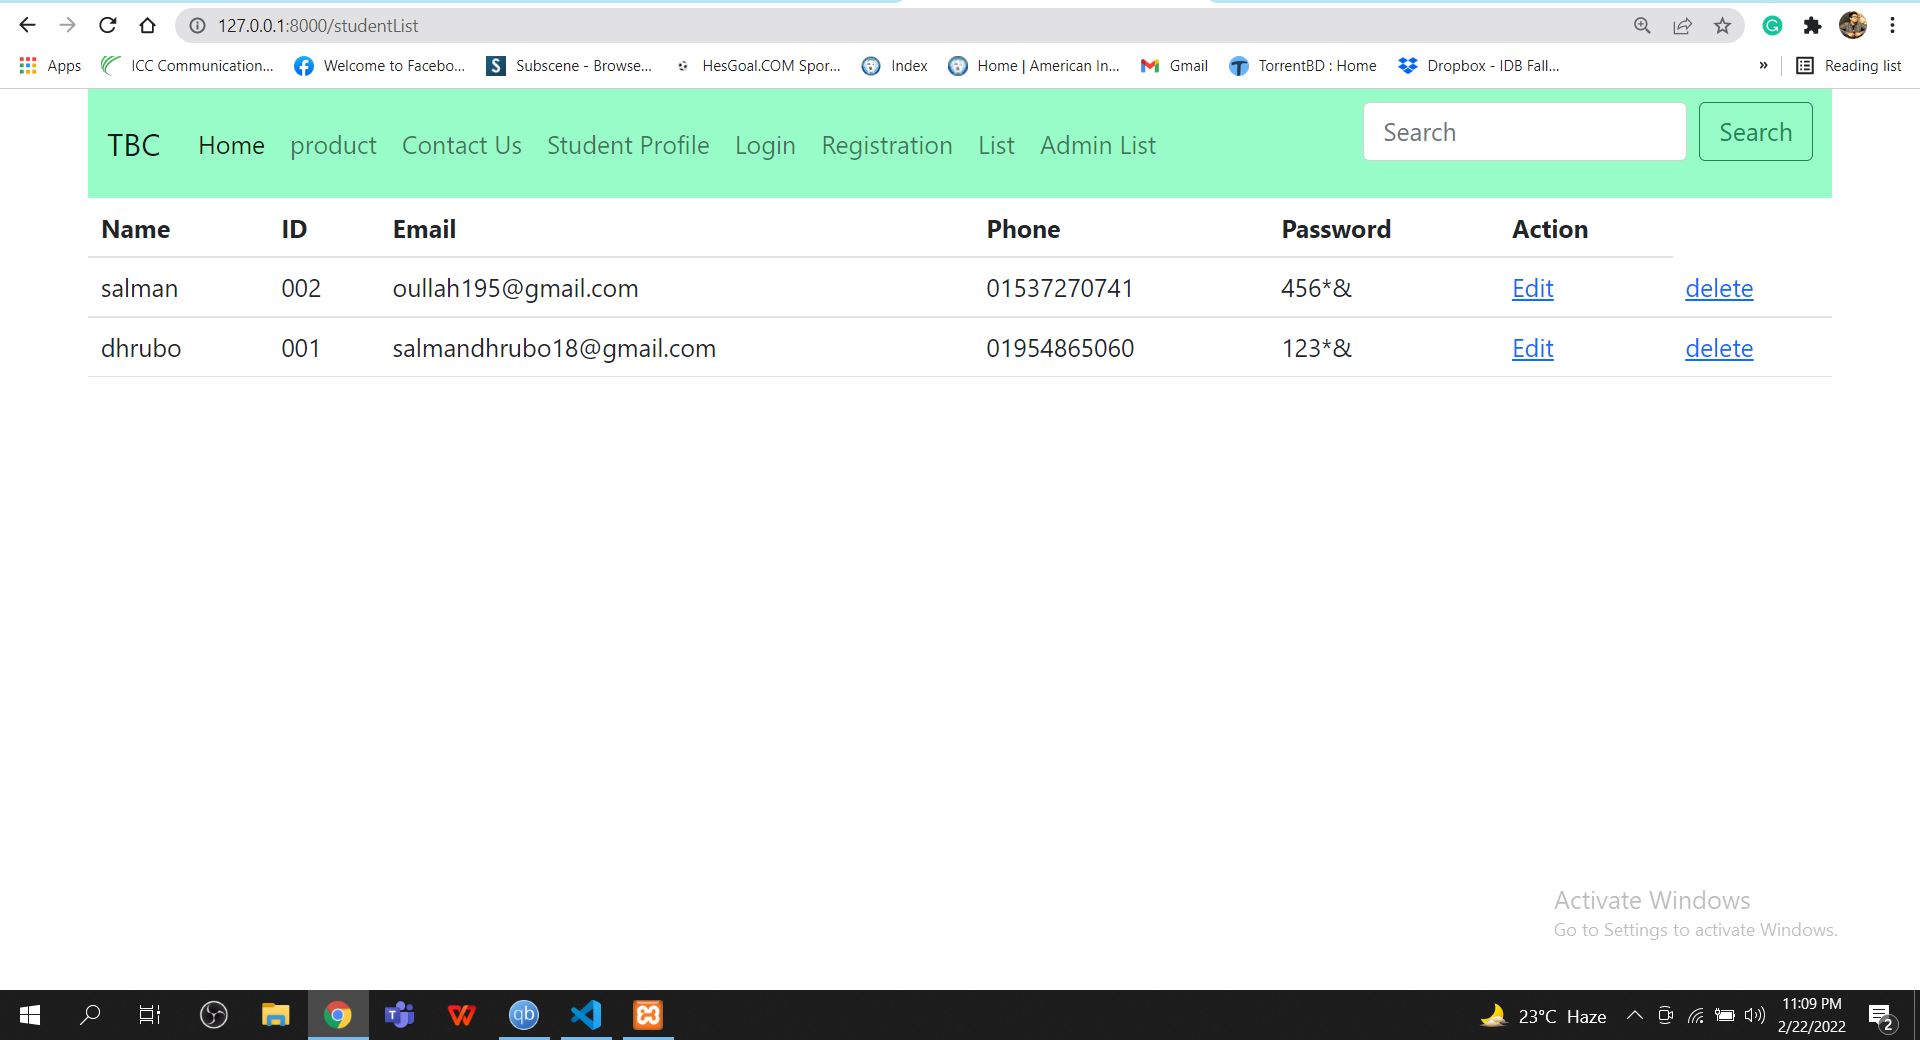 127.0.0.1:8000/studentList
Apps ICC Communication... Welcome to Facebo... Subscene - Browse... HesGoal.COM Spor... Index Home | American In... Gmail TorrentBD : Home Dropbox - IDB Fall... » Reading list
TBC Home product Contact Us Student Profile Login Registration List Admin List Search Search
Name ID Email Phone Password Action
salman 002 oullah195@gmail.com 01537270741 456*& Edit delete
dhrubo 001 salmandhrubo18@gmail.com 01954865060 123*& Edit delete
Activate Windows
Go to Settings to activate Windows.
23°C Haze
11:09 PM
2/22/2022
2